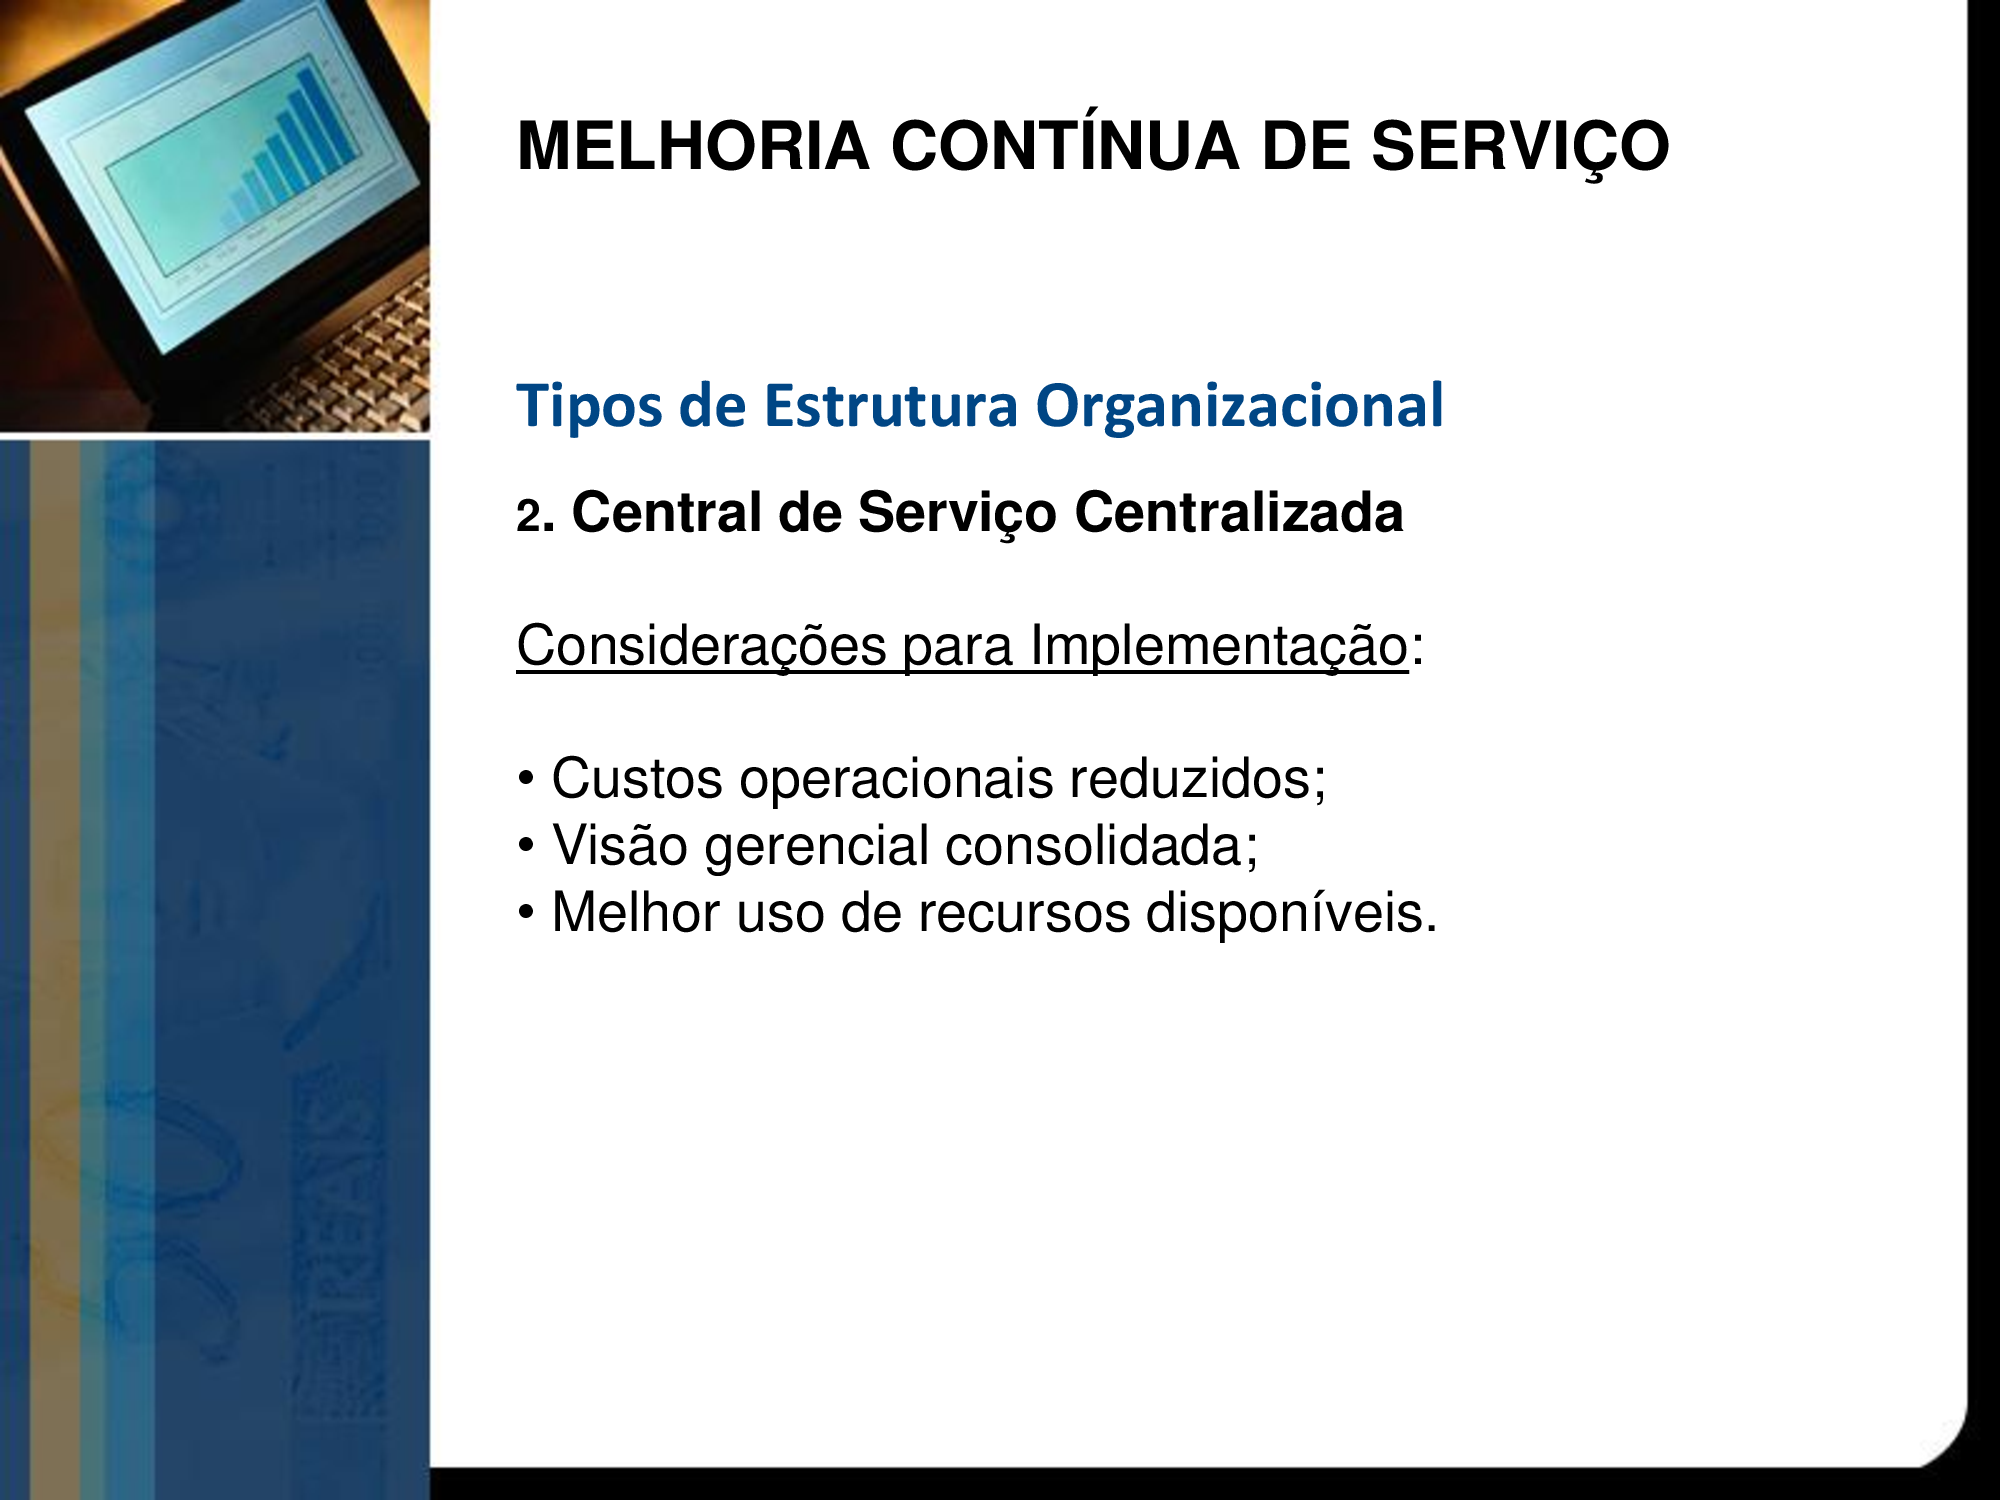 MELHORIA CONTÍNUA DE SERVIÇO
Tipos de Estrutura Organizacional
2. Central de Serviço Centralizada
Considerações para Implementação:
• Custos operacionais reduzidos;
• Visão gerencial consolidada;
• Melhor uso de recursos disponíveis.
REAIS